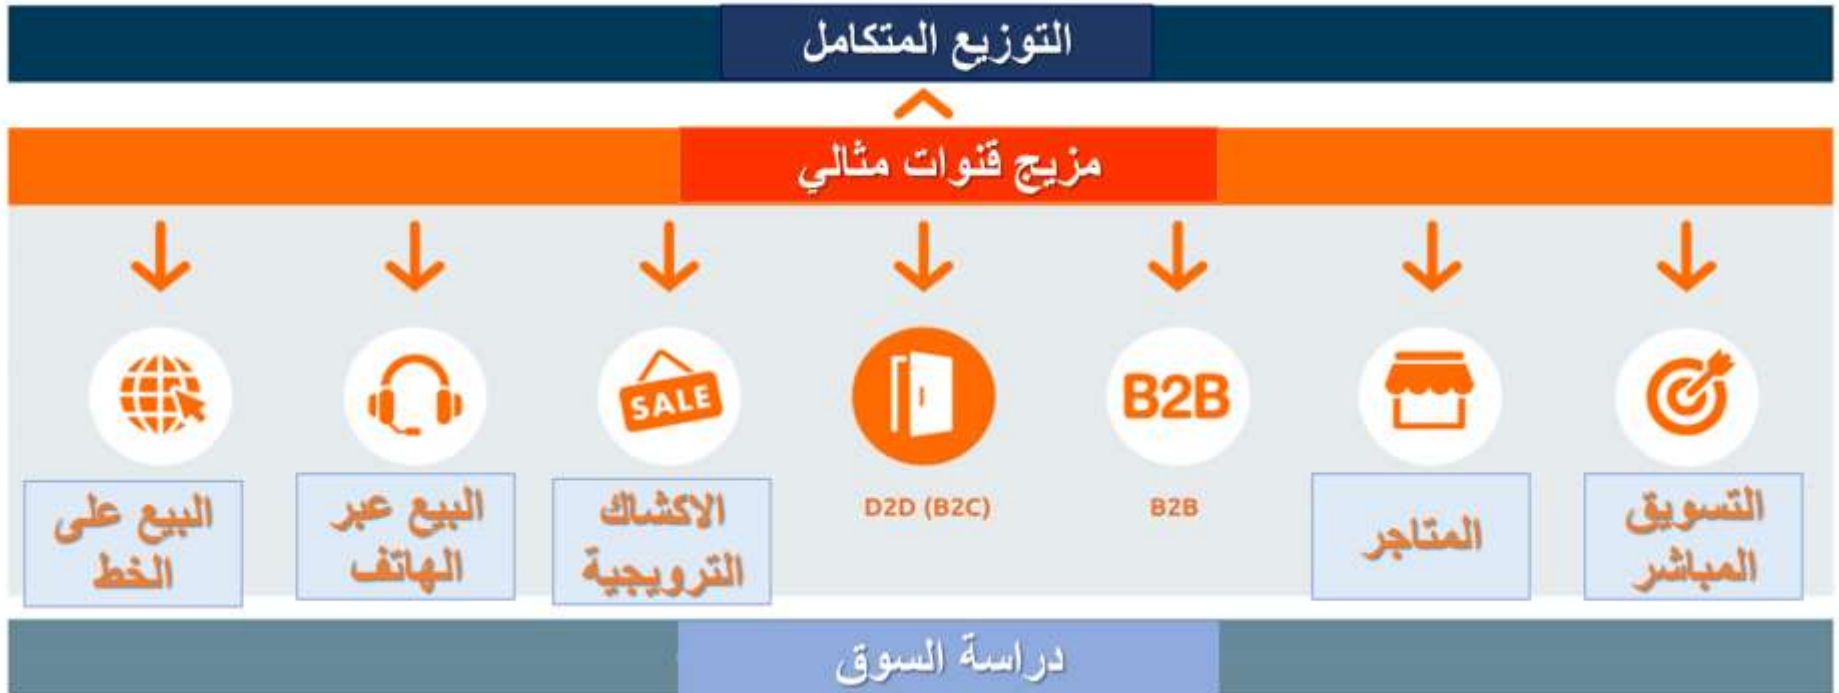 التوزيع المتكامل
مزيج قنوات مثالي
SALE
B2B
التسويق
المباشر
المتاجر
B2B
D2D (B2C)
الاكشاك
الترويجية
البيع عبر
الهاتف
البيع على
الخط
دراسة السوق